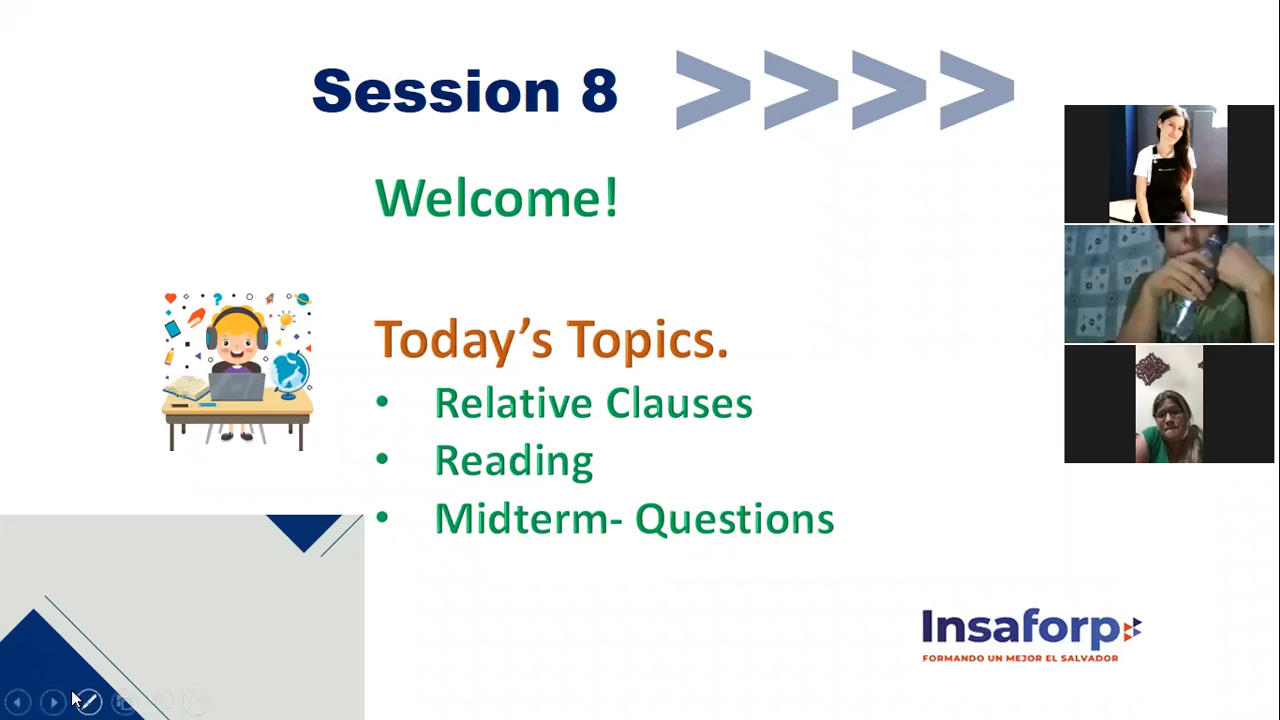 Session 8 >>>>
Welcome!
Today's Topics.
• Relative Clauses
• Reading
• Midterm- Questions
Insaforp
FORMANDO UN MEJOR EL SALVADOR